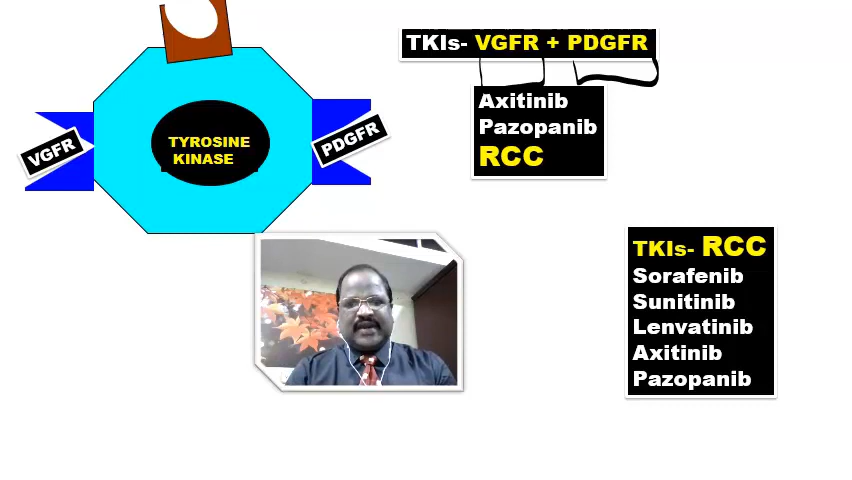 TKIs- VGFR + PDGFR
Axitinib
Pazopanib
RCC
TYROSINE
KINASE
VGFR
PDGFR
TKIs- RCC
Sorafenib
Sunitinib
Lenvatinib
Axitinib
Pazopanib